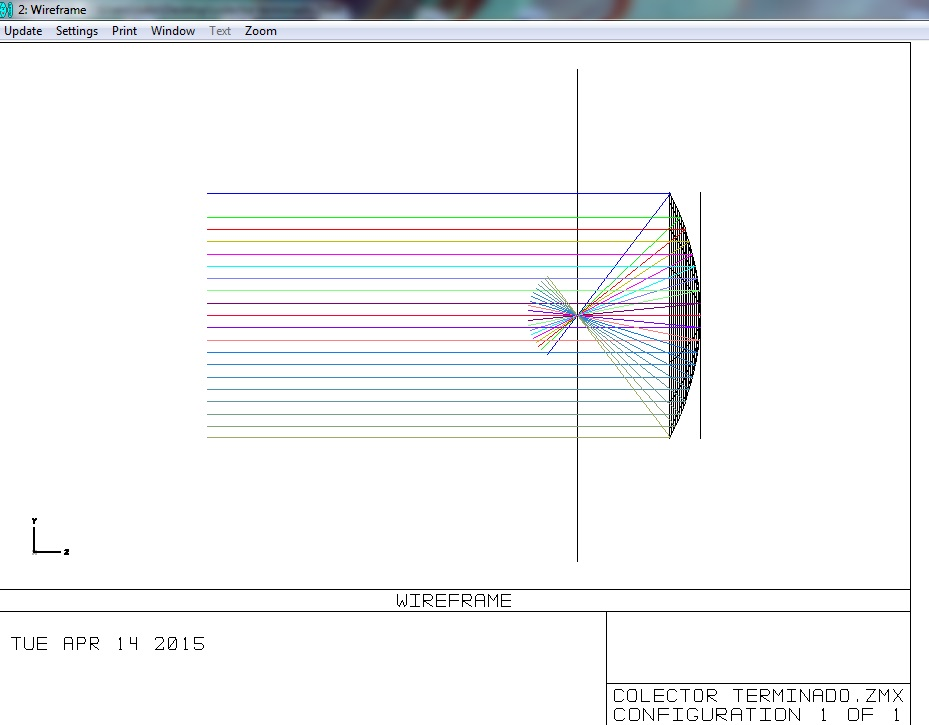 2: Wireframe
Update Settings Print Window Text Zoom
Y
Z
WIREFRAME
TUE APR 14 2015
COLECTOR TERMINADO.ZMX
CONFIGURATION 1 OF 1